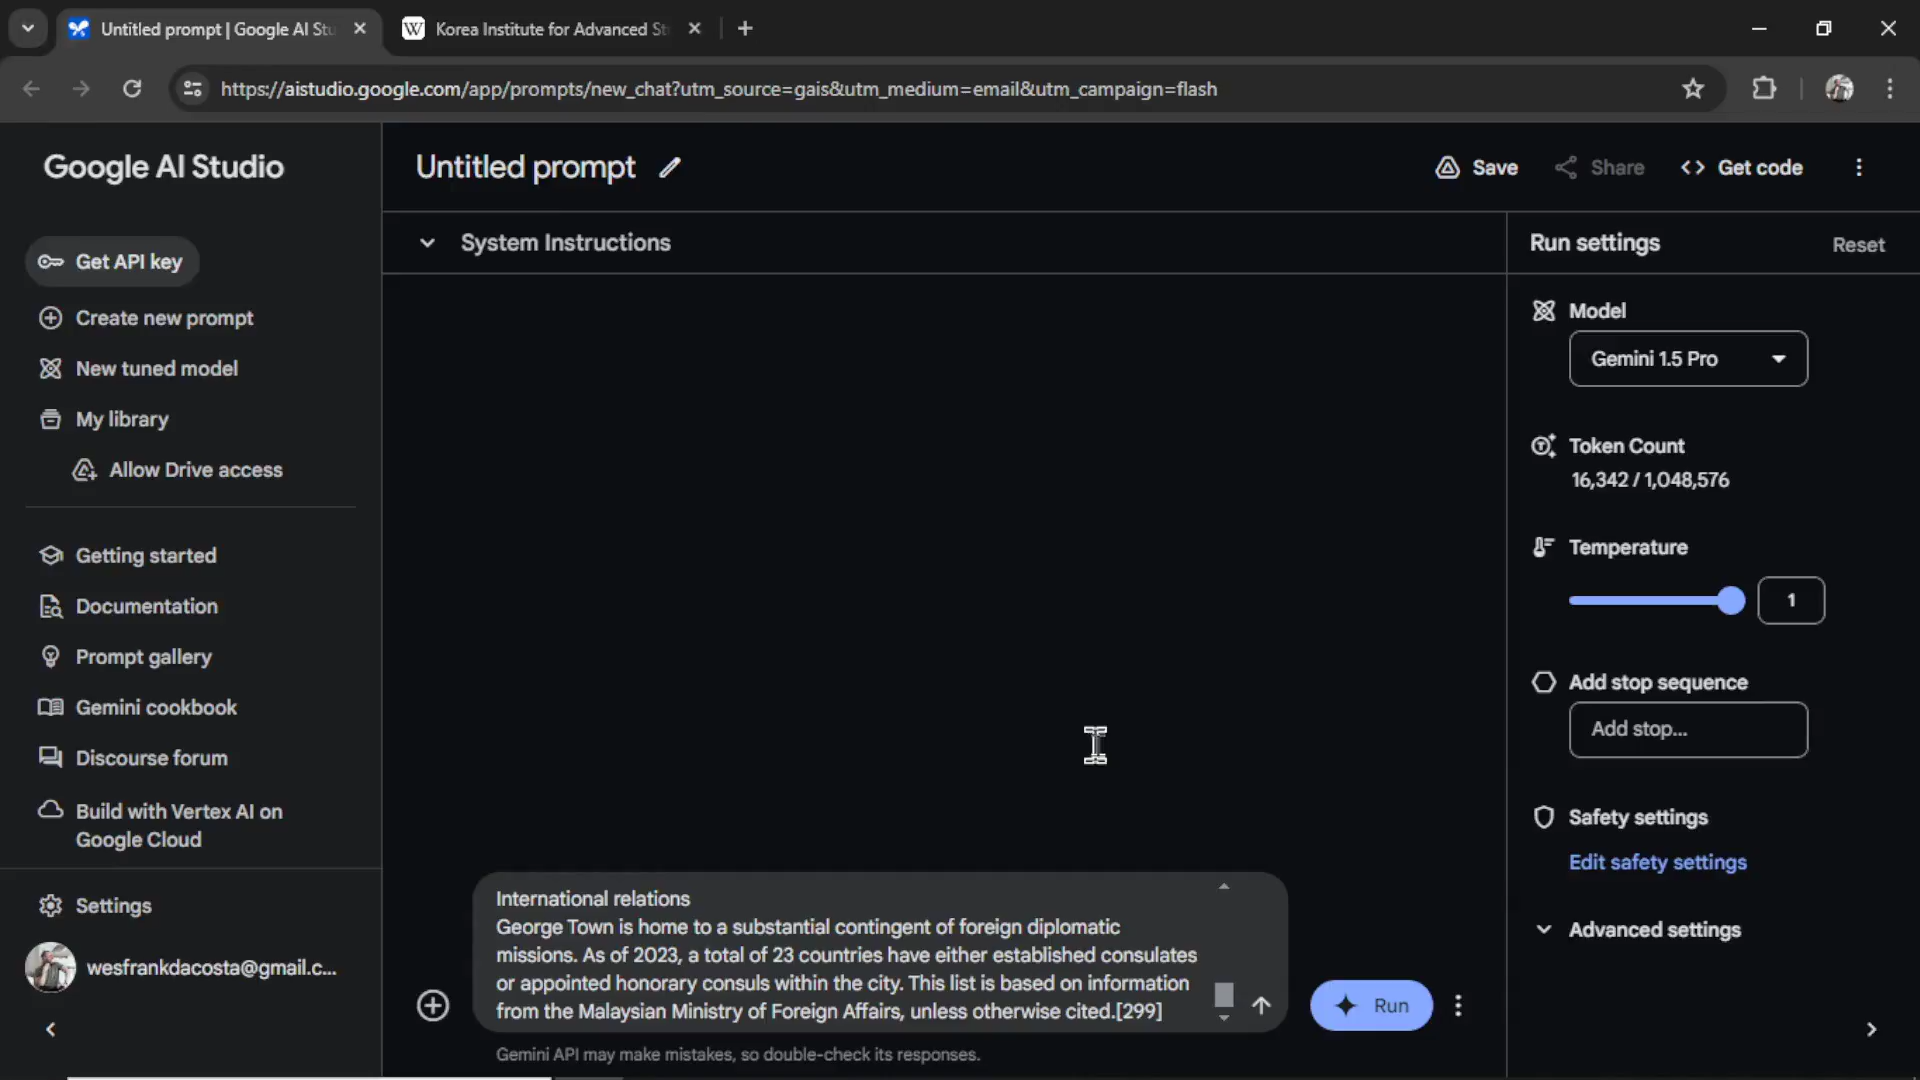 Untitled prompt | Google AI Stu
Korea Institute for Advanced St
https://aistudio.google.com/app/prompts/new_chat?utm_source=gais&utm_medium=email&utm_campaign=flash
Google AI Studio
Get API key
Create new prompt
New tuned model
My library
Allow Drive access
Getting started
Documentation
Prompt gallery
Gemini cookbook
Discourse forum
Build with Vertex AI on
Google Cloud
Settings
wesfrankdacosta@gmail.c...
Untitled prompt
Save
Share
Get code
System Instructions
International relations
George Town is home to a substantial contingent of foreign diplomatic
missions. As of 2023, a total of 23 countries have either established consulates
or appointed honorary consuls within the city. This list is based on information
from the Malaysian Ministry of Foreign Affairs, unless otherwise cited.[299]
Run
Gemini API may make mistakes, so double-check its responses.
Run settings
Reset
Model
Gemini 1.5 Pro
Token Count
16,342 / 1,048,576
Temperature
1
Add stop sequence
Add stop...
Safety settings
Edit safety settings
Advanced settings